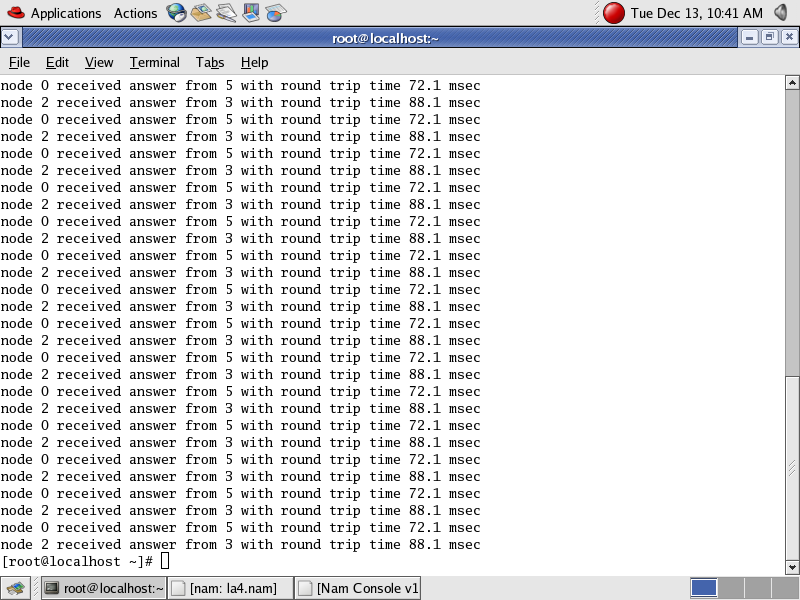 Applications Actions Tue Dec 13, 10:41 AM
root@localhost:~
File Edit View Terminal Tabs Help
node 0 received answer from 5 with round trip time 72.1 msec
node 2 received answer from 3 with round trip time 88.1 msec
node 0 received answer from 5 with round trip time 72.1 msec
node 2 received answer from 3 with round trip time 88.1 msec
node 0 received answer from 5 with round trip time 72.1 msec
node 2 received answer from 3 with round trip time 88.1 msec
node 0 received answer from 5 with round trip time 72.1 msec
node 2 received answer from 3 with round trip time 88.1 msec
node 0 received answer from 5 with round trip time 72.1 msec
node 2 received answer from 3 with round trip time 88.1 msec
node 0 received answer from 5 with round trip time 72.1 msec
node 2 received answer from 3 with round trip time 88.1 msec
node 0 received answer from 5 with round trip time 72.1 msec
node 2 received answer from 3 with round trip time 88.1 msec
node 0 received answer from 5 with round trip time 72.1 msec
node 2 received answer from 3 with round trip time 88.1 msec
node 0 received answer from 5 with round trip time 72.1 msec
node 2 received answer from 3 with round trip time 88.1 msec
node 0 received answer from 5 with round trip time 72.1 msec
node 2 received answer from 3 with round trip time 88.1 msec
node 0 received answer from 5 with round trip time 72.1 msec
node 2 received answer from 3 with round trip time 88.1 msec
node 0 received answer from 5 with round trip time 72.1 msec
node 2 received answer from 3 with round trip time 88.1 msec
node 0 received answer from 5 with round trip time 72.1 msec
node 2 received answer from 3 with round trip time 88.1 msec
node 0 received answer from 5 with round trip time 72.1 msec
node 2 received answer from 3 with round trip time 88.1 msec
[root@localhost ~]#
root@localhost:~ [nam: la4.nam] [Nam Console v1